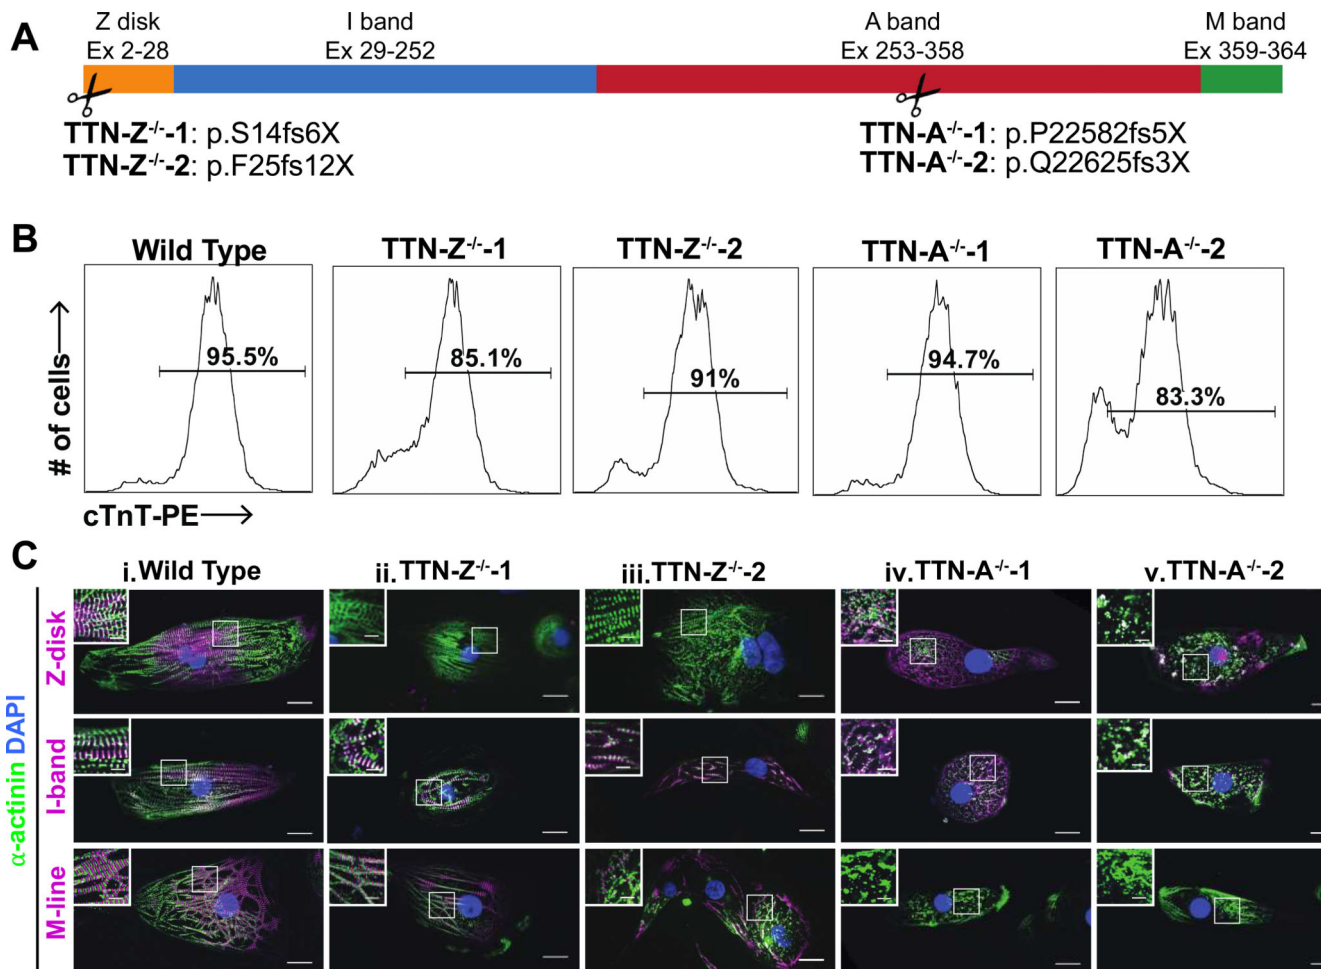 A
Z disk
Ex 2-28
I band
Ex 29-252
A band
Ex 253-358
M band
Ex 359-364
TTN-Z-/--1: p.S14fs6X
TTN-Z-/--2: p.F25fs12X
TTN-A-/--1: p.P22582fs5X
TTN-A-/--2: p.Q22625fs3X
B
Wild Type
TTN-Z-/--1
TTN-Z-/--2
TTN-A-/--1
TTN-A-/--2
# of cells
95.5%
85.1%
91%
94.7%
83.3%
cTnT-PE
C
i.Wild Type
ii.TTN-Z-/--1
iii.TTN-Z-/--2
iv.TTN-A-/--1
v.TTN-A-/--2
α-actinin DAPI
Z-disk
I-band
M-line